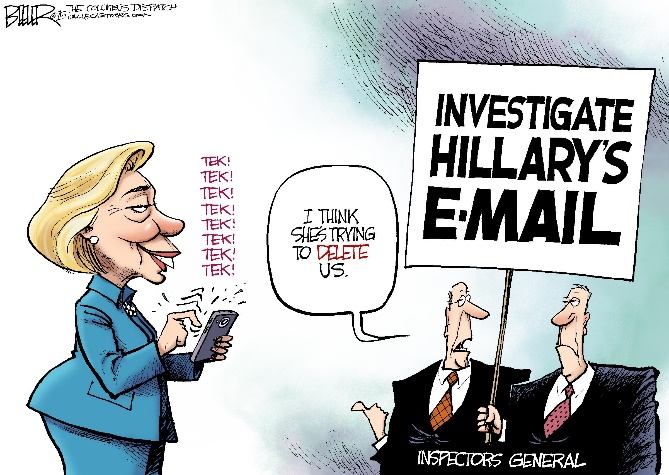 BEELER
THE COLUMBUS DISPATCH
TEK!
TEK!
TEK!
TEK!
TEK!
TEK!
TEK!
TEK!
I THINK
SHE'S TRYING
TO DELETE
US.
INVESTIGATE
HILLARY'S
E-MAIL
INSPECTORS GENERAL